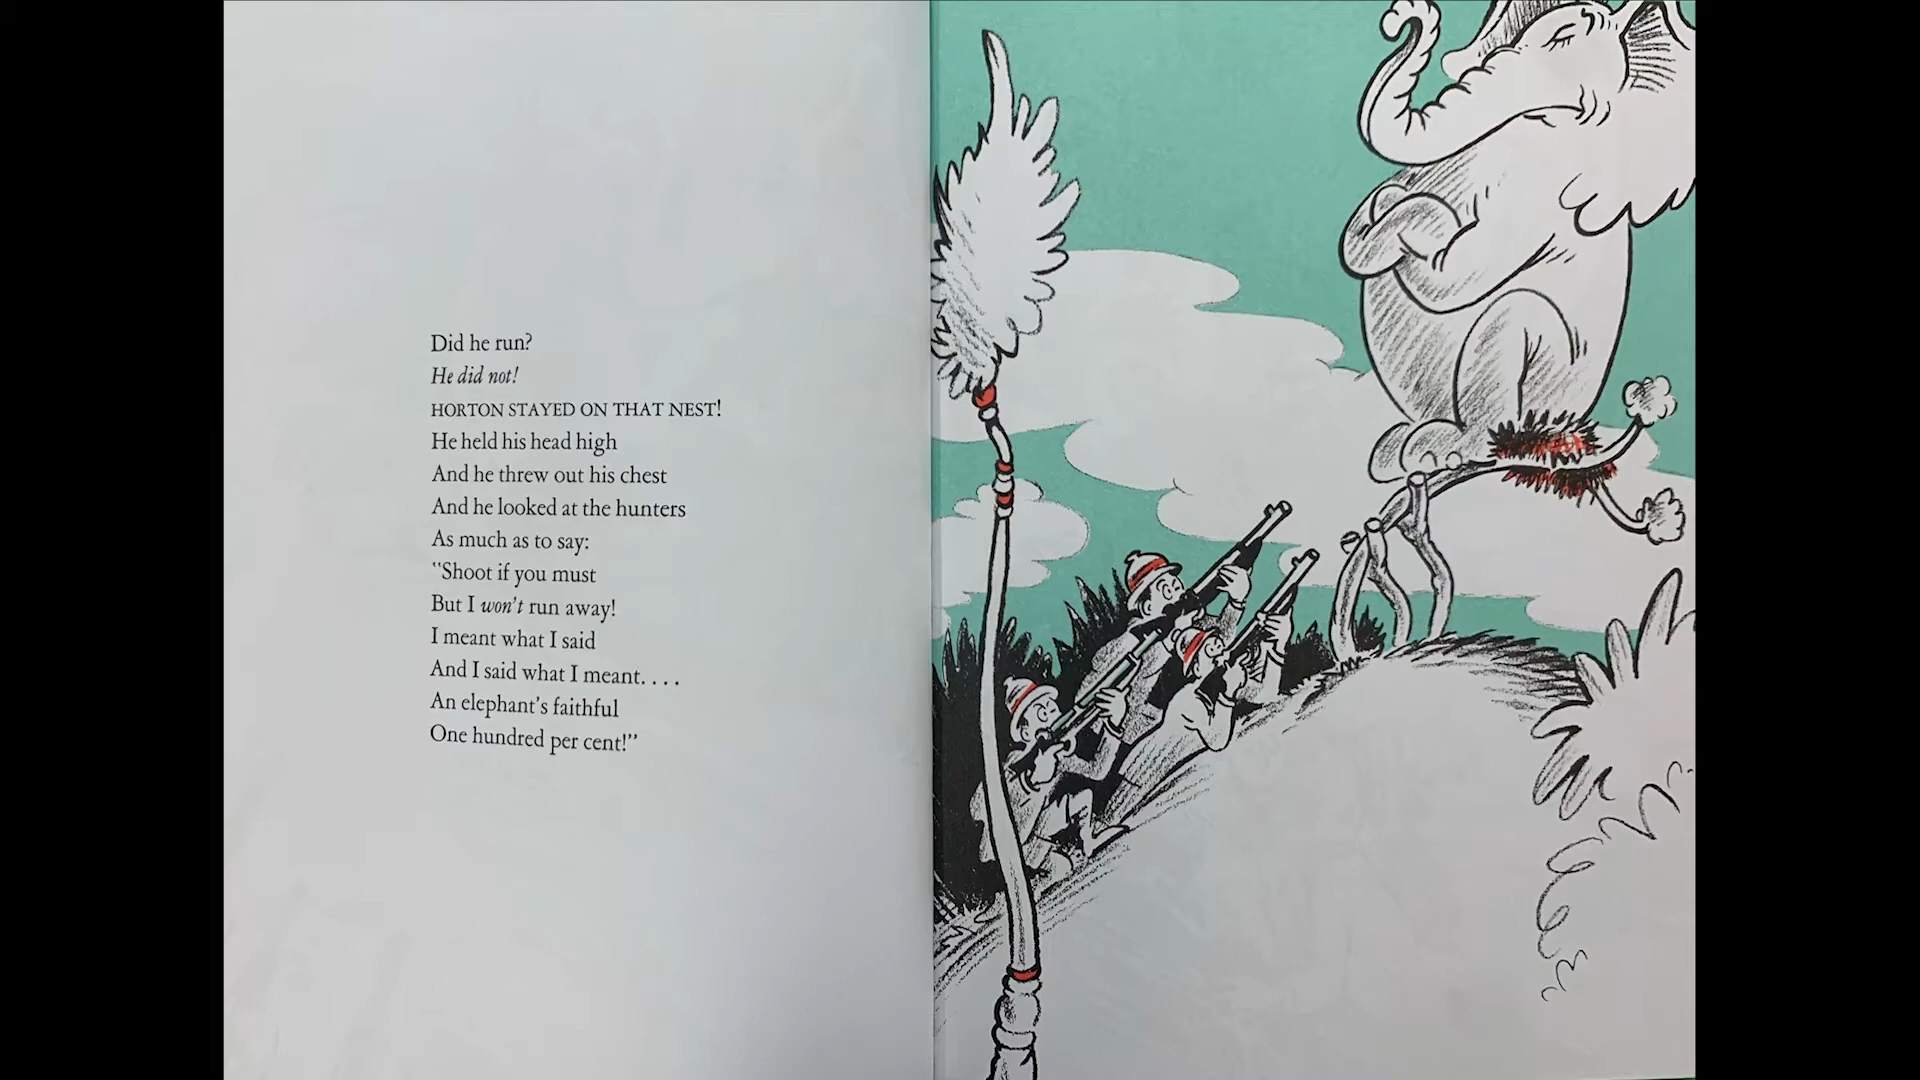 Did he run?
He did not!
HORTON STAYED ON THAT NEST!
He held his head high
And he threw out his chest
And he looked at the hunters
As much as to say:
"Shoot if you must
But I won't run away!
I meant what I said
And I said what I meant. . . .
An elephant's faithful
One hundred per cent!"